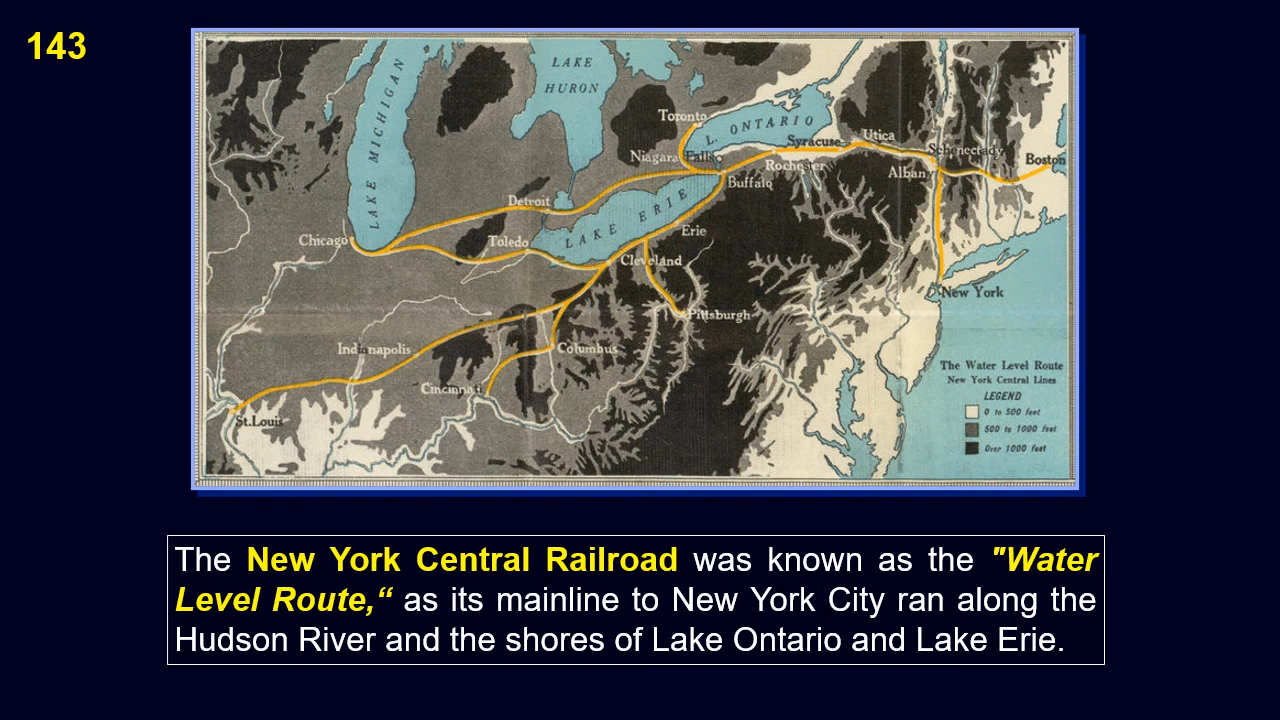 143
LAKE MICHIGAN
LAKE
HURON
Toronto
L. ONTARIO
Niagara Falls
Syracuse
Utica
Schenectady
Rochester
Boston
Buffalo
Albany
Detroit
LAKE ERIE
Erie
Chicago
Toledo
Cleveland
New York
Pittsburgh
Indianapolis
Columbus
Cincinnati
St.Louis
The Water Level Route
New York Central Lines
LEGEND
0 to 500 feet
500 to 1000 feet
Over 1000 feet
The New York Central Railroad was known as the "Water
Level Route,“ as its mainline to New York City ran along the
Hudson River and the shores of Lake Ontario and Lake Erie.